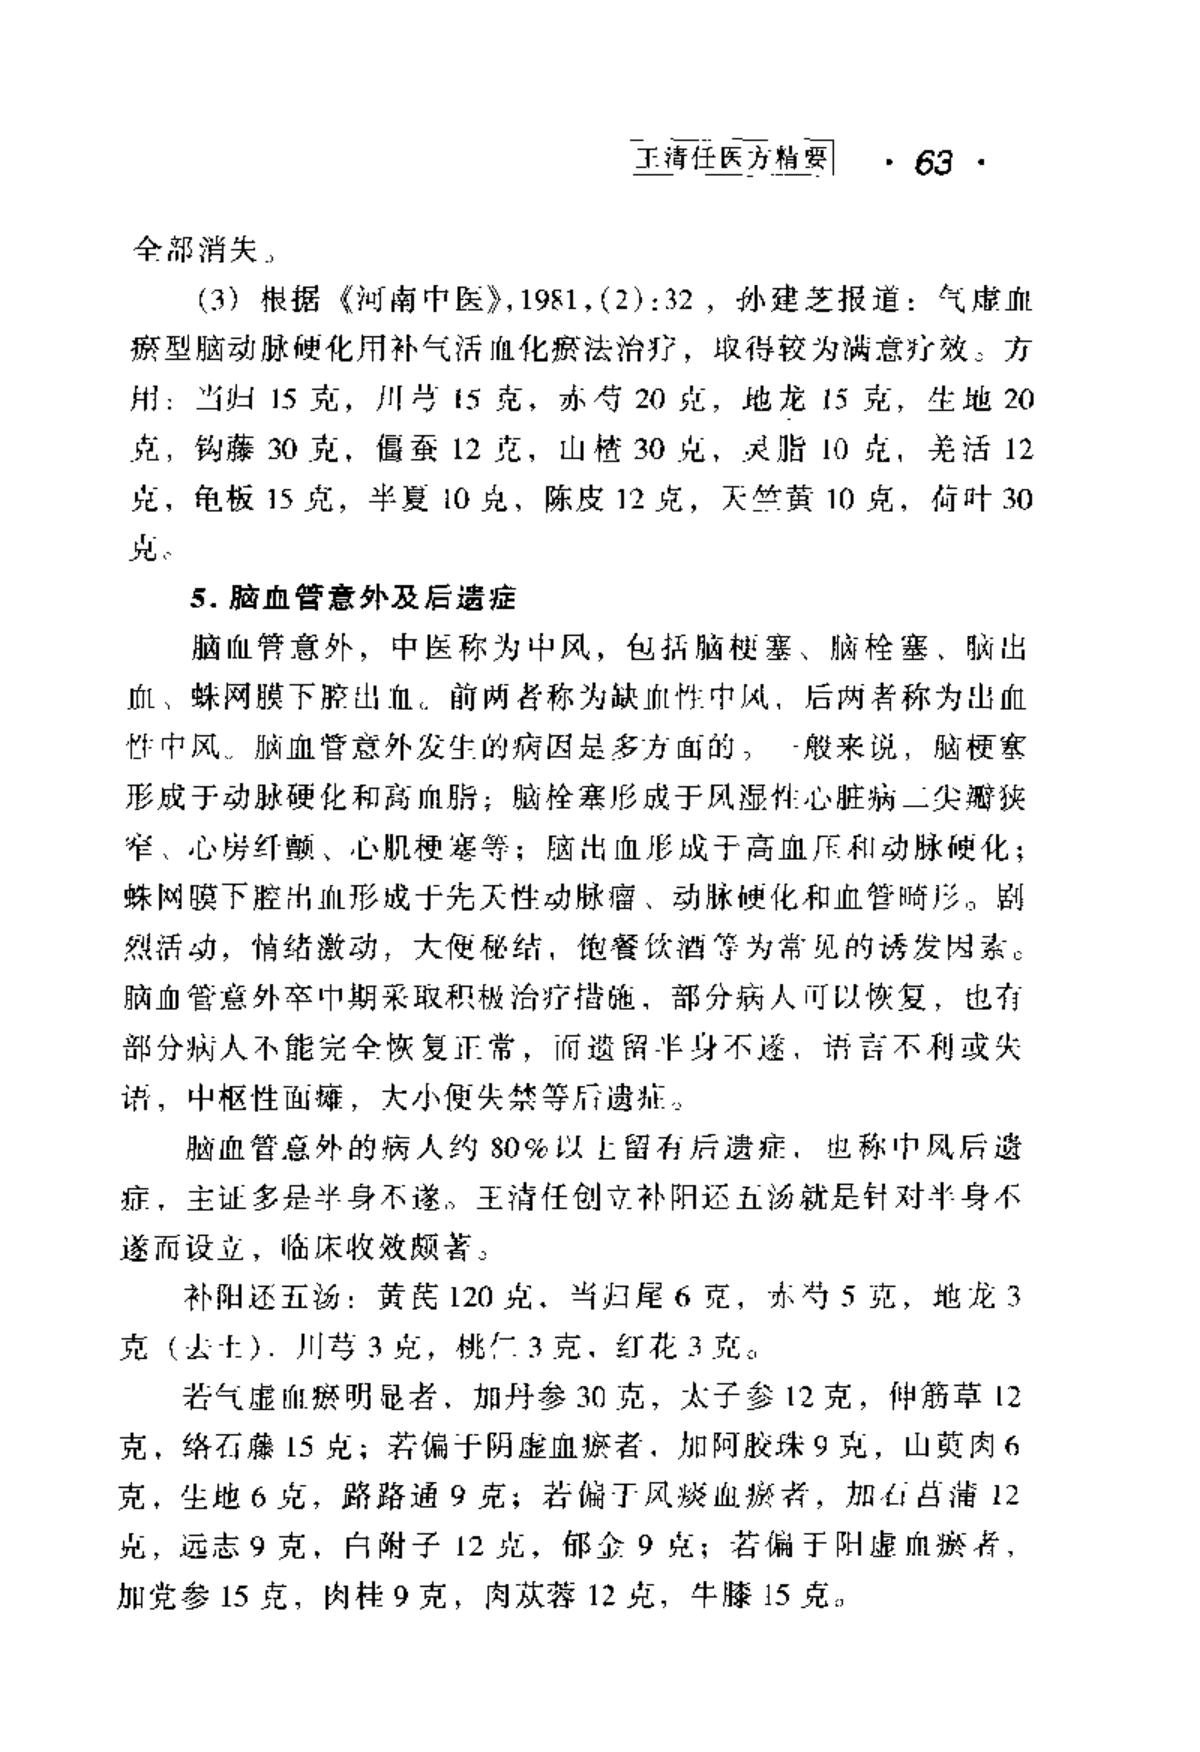 王清任医方精要 · 63 ·
全部消失。
(3) 根据《河南中医》,1981,(2):32，孙建芝报道：气虚血
瘀型脑动脉硬化用补气活血化瘀法治疗，取得较为满意疗效。方
用：当归 15 克，川芎 15 克，赤芍 20 克，地龙 15 克，生地 20
克，钩藤 30 克，僵蚕 12 克，山楂 30 克，灵脂 10 克，羌活 12
克，龟板 15 克，半夏 10 克，陈皮 12 克，天竺黄 10 克，荷叶 30
克。
5. 脑血管意外及后遗症
脑血管意外，中医称为中风，包括脑梗塞、脑栓塞、脑出
血、蛛网膜下腔出血。前两者称为缺血性中风，后两者称为出血
性中风。脑血管意外发生的病因是多方面的，一般来说，脑梗塞
形成于动脉硬化和高血脂；脑栓塞形成于风湿性心脏病二尖瓣狭
窄、心房纤颤、心肌梗塞等；脑出血形成于高血压和动脉硬化；
蛛网膜下腔出血形成于先天性动脉瘤、动脉硬化和血管畸形。剧
烈活动，情绪激动，大便秘结，饱餐饮酒等为常见的诱发因素。
脑血管意外卒中期采取积极治疗措施，部分病人可以恢复，也有
部分病人不能完全恢复正常，而遗留半身不遂，语言不利或失
语，中枢性面瘫，大小便失禁等后遗症。
脑血管意外的病人约 80%以上留有后遗症，也称中风后遗
症，主证多是半身不遂。王清任创立补阳还五汤就是针对半身不
遂而设立，临床收效颇著。
补阳还五汤：黄芪 120 克，当归尾 6 克，赤芍 5 克，地龙 3
克（去土），川芎 3 克，桃仁 3 克，红花 3 克。
若气虚血瘀明显者，加丹参 30 克，太子参 12 克，伸筋草 12
克，络石藤 15 克；若偏于阴虚血瘀者，加阿胶珠 9 克，山萸肉 6
克，生地 6 克，路路通 9 克；若偏于风痰血瘀者，加石菖蒲 12
克，远志 9 克，白附子 12 克，郁金 9 克；若偏于阳虚血瘀者，
加党参 15 克，肉桂 9 克，肉苁蓉 12 克，牛膝 15 克。